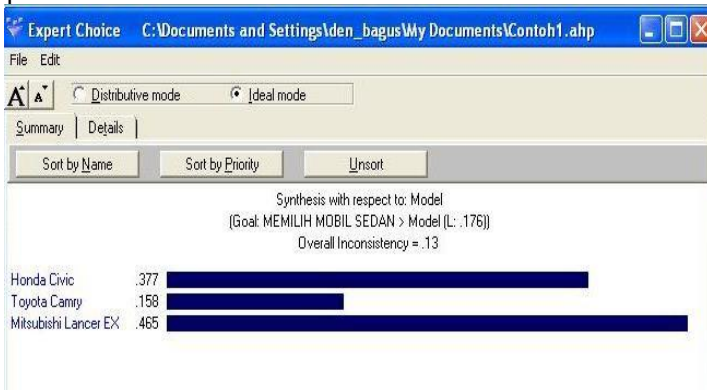 Expert Choice C:\Documents and Settings\den_bagus\My Documents\Contoh1.ahp
File Edit
A A Distributive mode Ideal mode
Summary Details
Sort by Name Sort by Priority Unsort
Synthesis with respect to: Model
(Goal: MEMILIH MOBIL SEDAN > Model (L: .176))
Overall Inconsistency = .13
Honda Civic .377
Toyota Camry .158
Mitsubishi Lancer EX .465